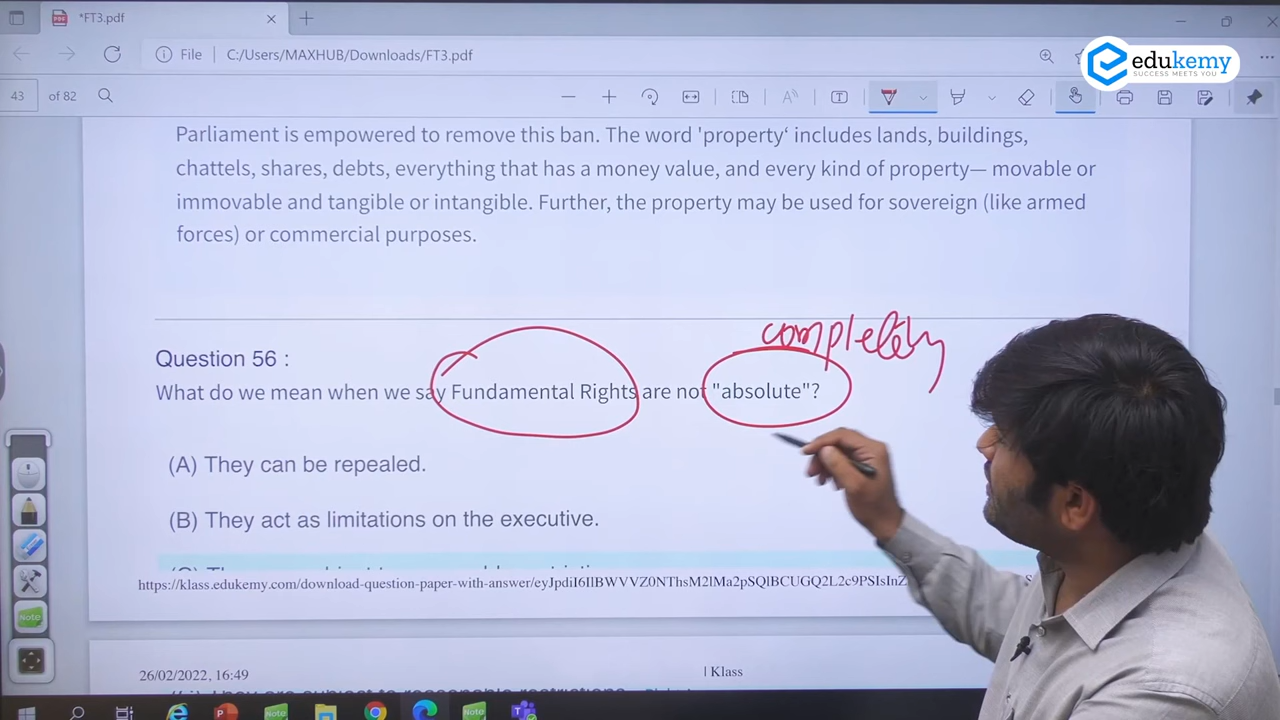 *FT3.pdf
File C:/Users/MAXHUB/Downloads/FT3.pdf
edukemy
SUCCESS MEETS YOU
43 of 82
Parliament is empowered to remove this ban. The word 'property‘ includes lands, buildings,
chattels, shares, debts, everything that has a money value, and every kind of property— movable or
immovable and tangible or intangible. Further, the property may be used for sovereign (like armed
forces) or commercial purposes.
completely
Question 56 :
What do we mean when we say Fundamental Rights are not "absolute"?
(A) They can be repealed.
(B) They act as limitations on the executive.
26/02/2022, 16:49
| Klass
Note
Note
Note